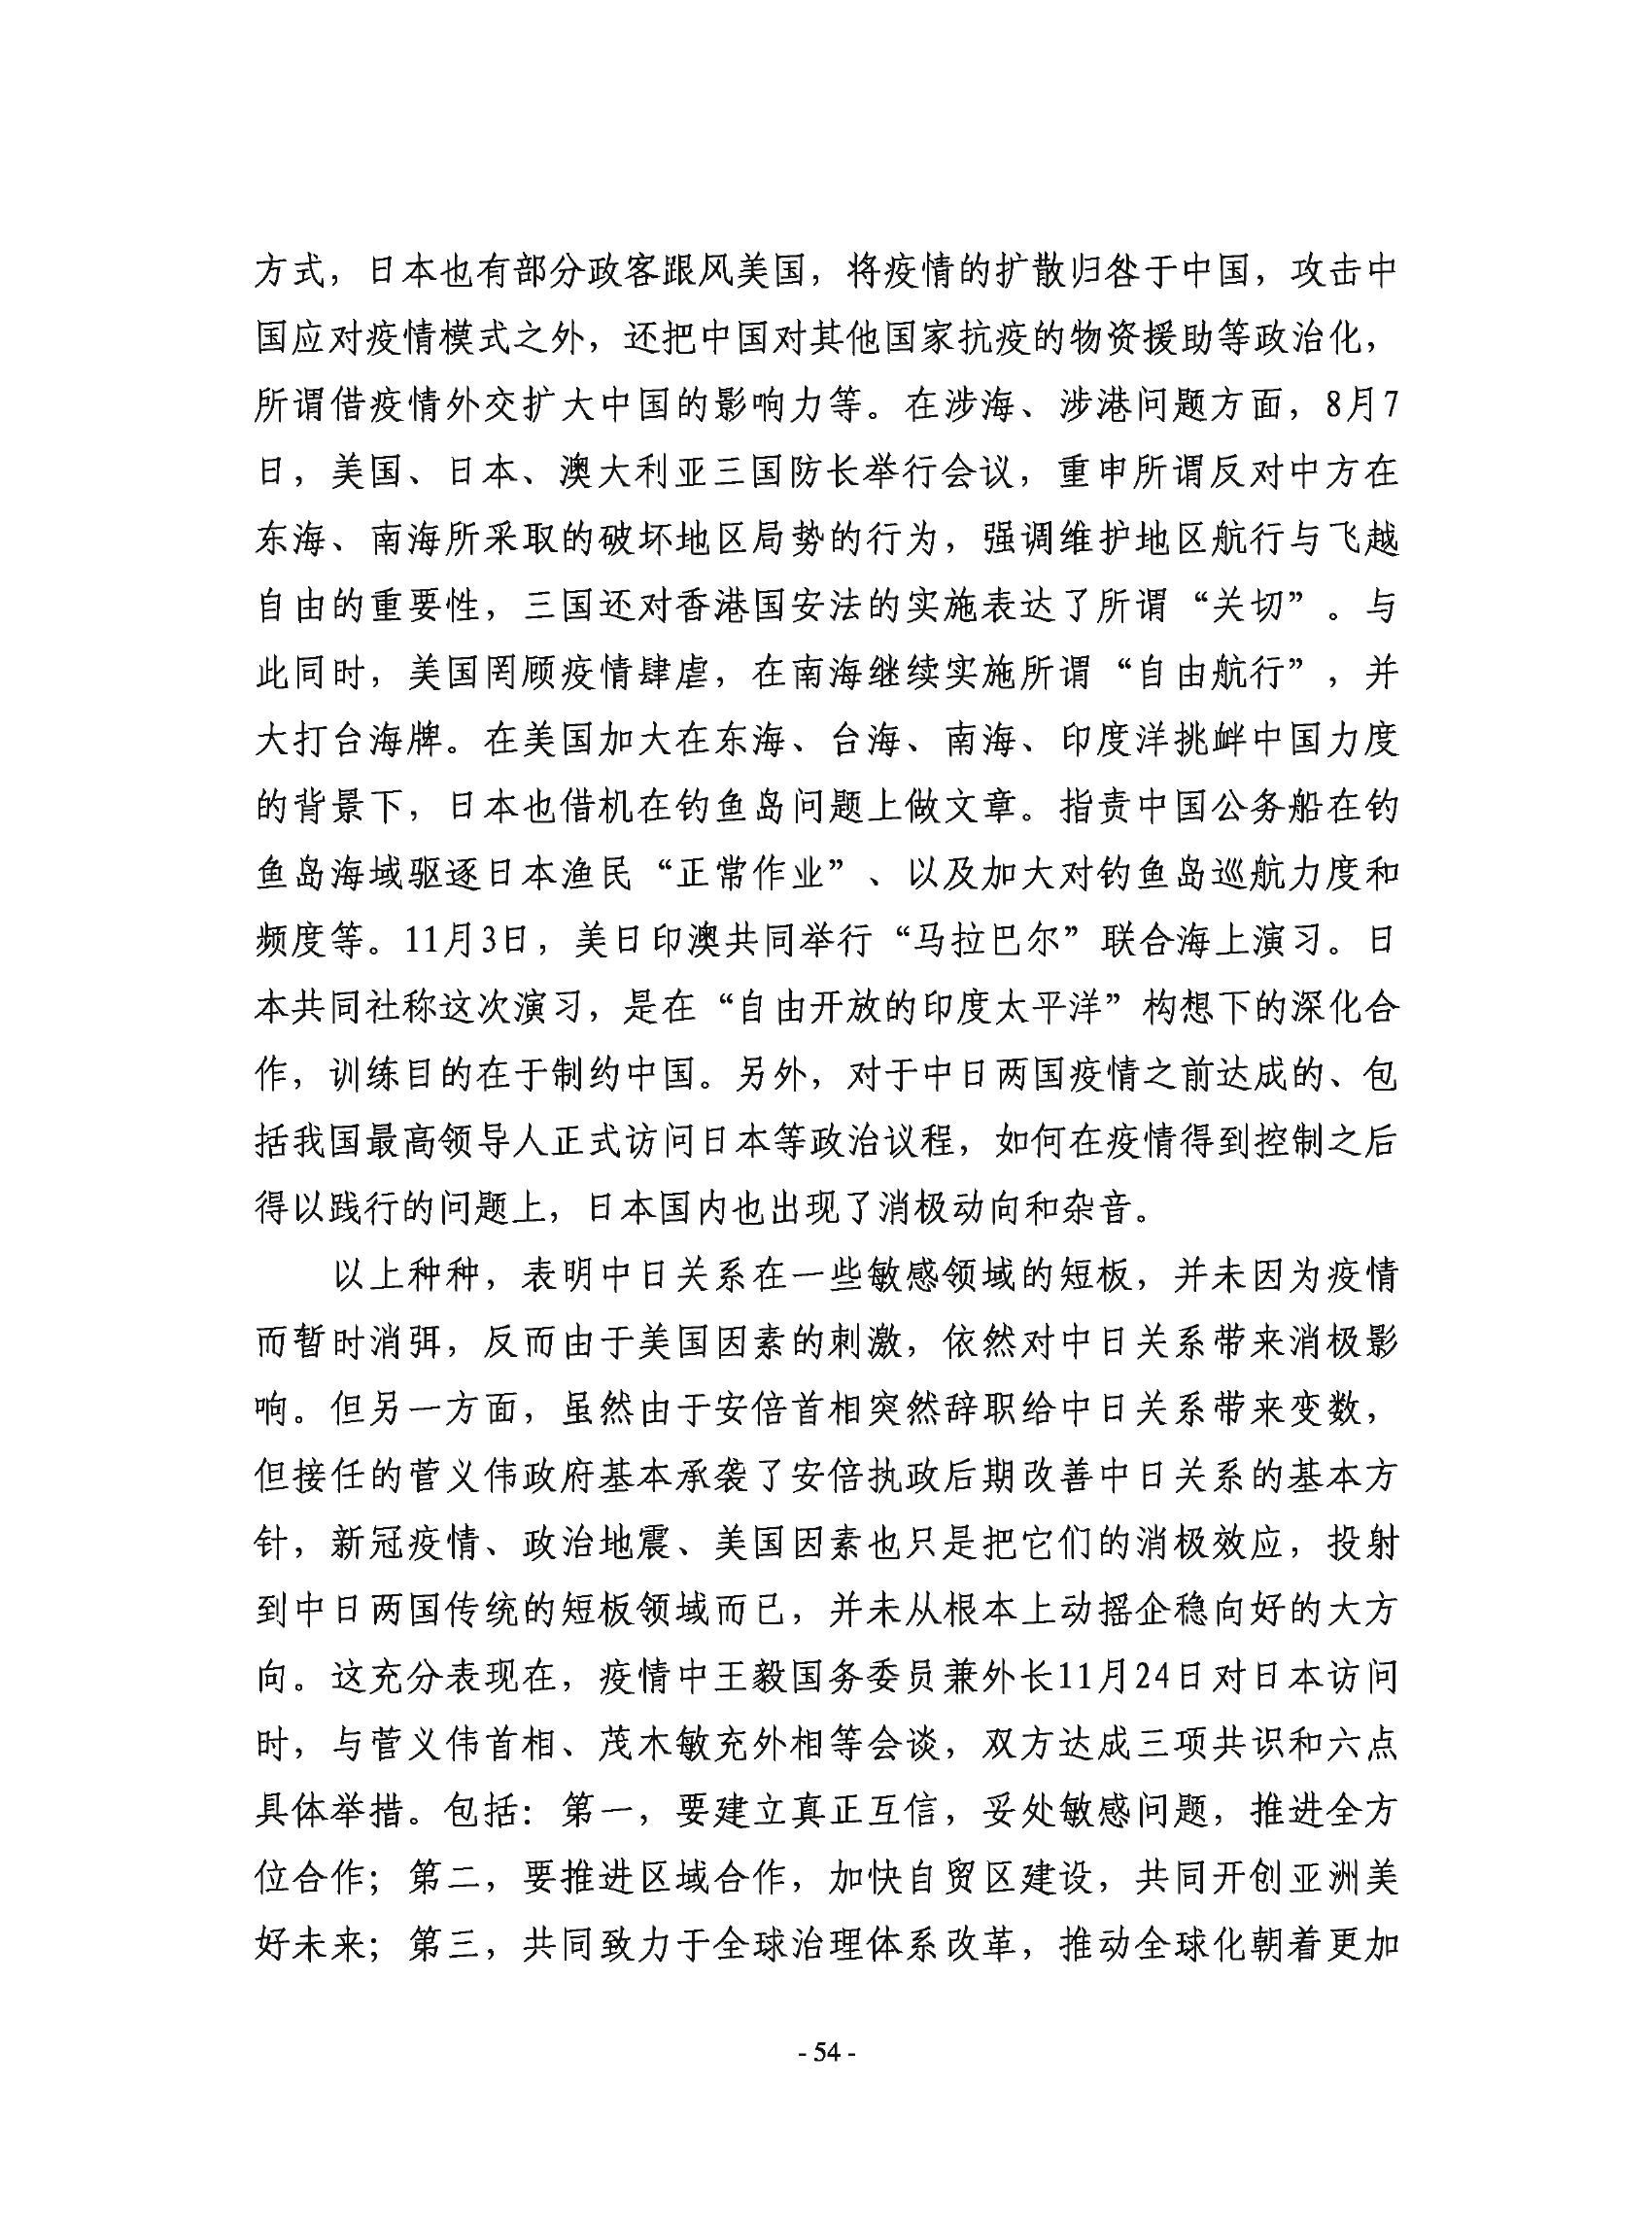 方式，日本也有部分政客跟风美国，将疫情的扩散归咎于中国，攻击中
国应对疫情模式之外，还把中国对其他国家抗疫的物资援助等政治化，
所谓借疫情外交扩大中国的影响力等。在涉海、涉港问题方面，8月7
日，美国、日本、澳大利亚三国防长举行会议，重申所谓反对中方在
东海、南海所采取的破坏地区局势的行为，强调维护地区航行与飞越
自由的重要性，三国还对香港国安法的实施表达了所谓“关切”。与
此同时，美国罔顾疫情肆虐，在南海继续实施所谓“自由航行”，并
大打台海牌。在美国加大在东海、台海、南海、印度洋挑衅中国力度
的背景下，日本也借机在钓鱼岛问题上做文章。指责中国公务船在钓
鱼岛海域驱逐日本渔民“正常作业”、以及加大对钓鱼岛巡航力度和
频度等。11月3日，美日印澳共同举行“马拉巴尔”联合海上演习。日
本共同社称这次演习，是在“自由开放的印度太平洋”构想下的深化合
作，训练目的在于制约中国。另外，对于中日两国疫情之前达成的、包
括我国最高领导人正式访问日本等政治议程，如何在疫情得到控制之后
得以践行的问题上，日本国内也出现了消极动向和杂音。
以上种种，表明中日关系在一些敏感领域的短板，并未因为疫情
而暂时消弭，反而由于美国因素的刺激，依然对中日关系带来消极影
响。但另一方面，虽然由于安倍首相突然辞职给中日关系带来变数，
但接任的菅义伟政府基本承袭了安倍执政后期改善中日关系的基本方
针，新冠疫情、政治地震、美国因素也只是把它们的消极效应，投射
到中日两国传统的短板领域而已，并未从根本上动摇企稳向好的大方
向。这充分表现在，疫情中王毅国务委员兼外长11月24日对日本访问
时，与菅义伟首相、茂木敏充外相等会谈，双方达成三项共识和六点
具体举措。包括：第一，要建立真正互信，妥处敏感问题，推进全方
位合作；第二，要推进区域合作，加快自贸区建设，共同开创亚洲美
好未来；第三，共同致力于全球治理体系改革，推动全球化朝着更加
- 54 -